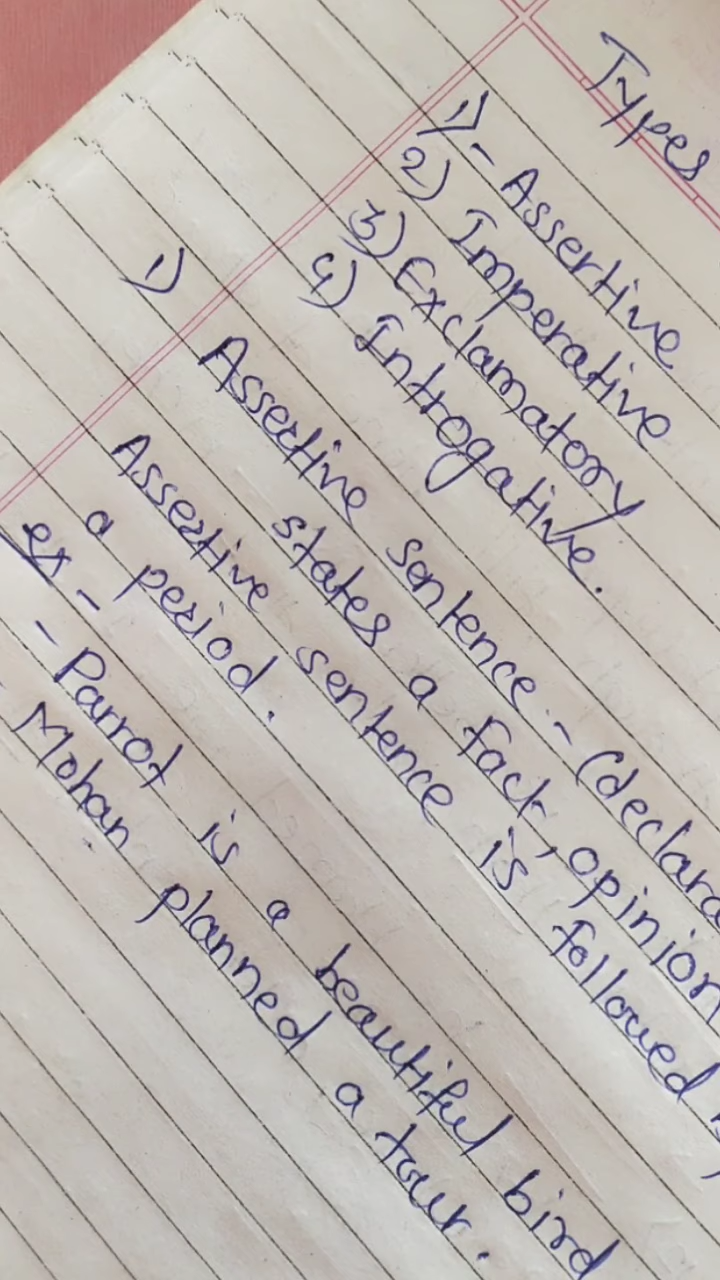 Types
1) - Assertive
2) Imperative
3) Exclamatory
4) Introgative.
1) Assertive sentence - (declara
states a fact, opinion
Assertive sentence is followed
a period.
ex -
- Parrot is a beautiful bird
- Mohan planned a tour.